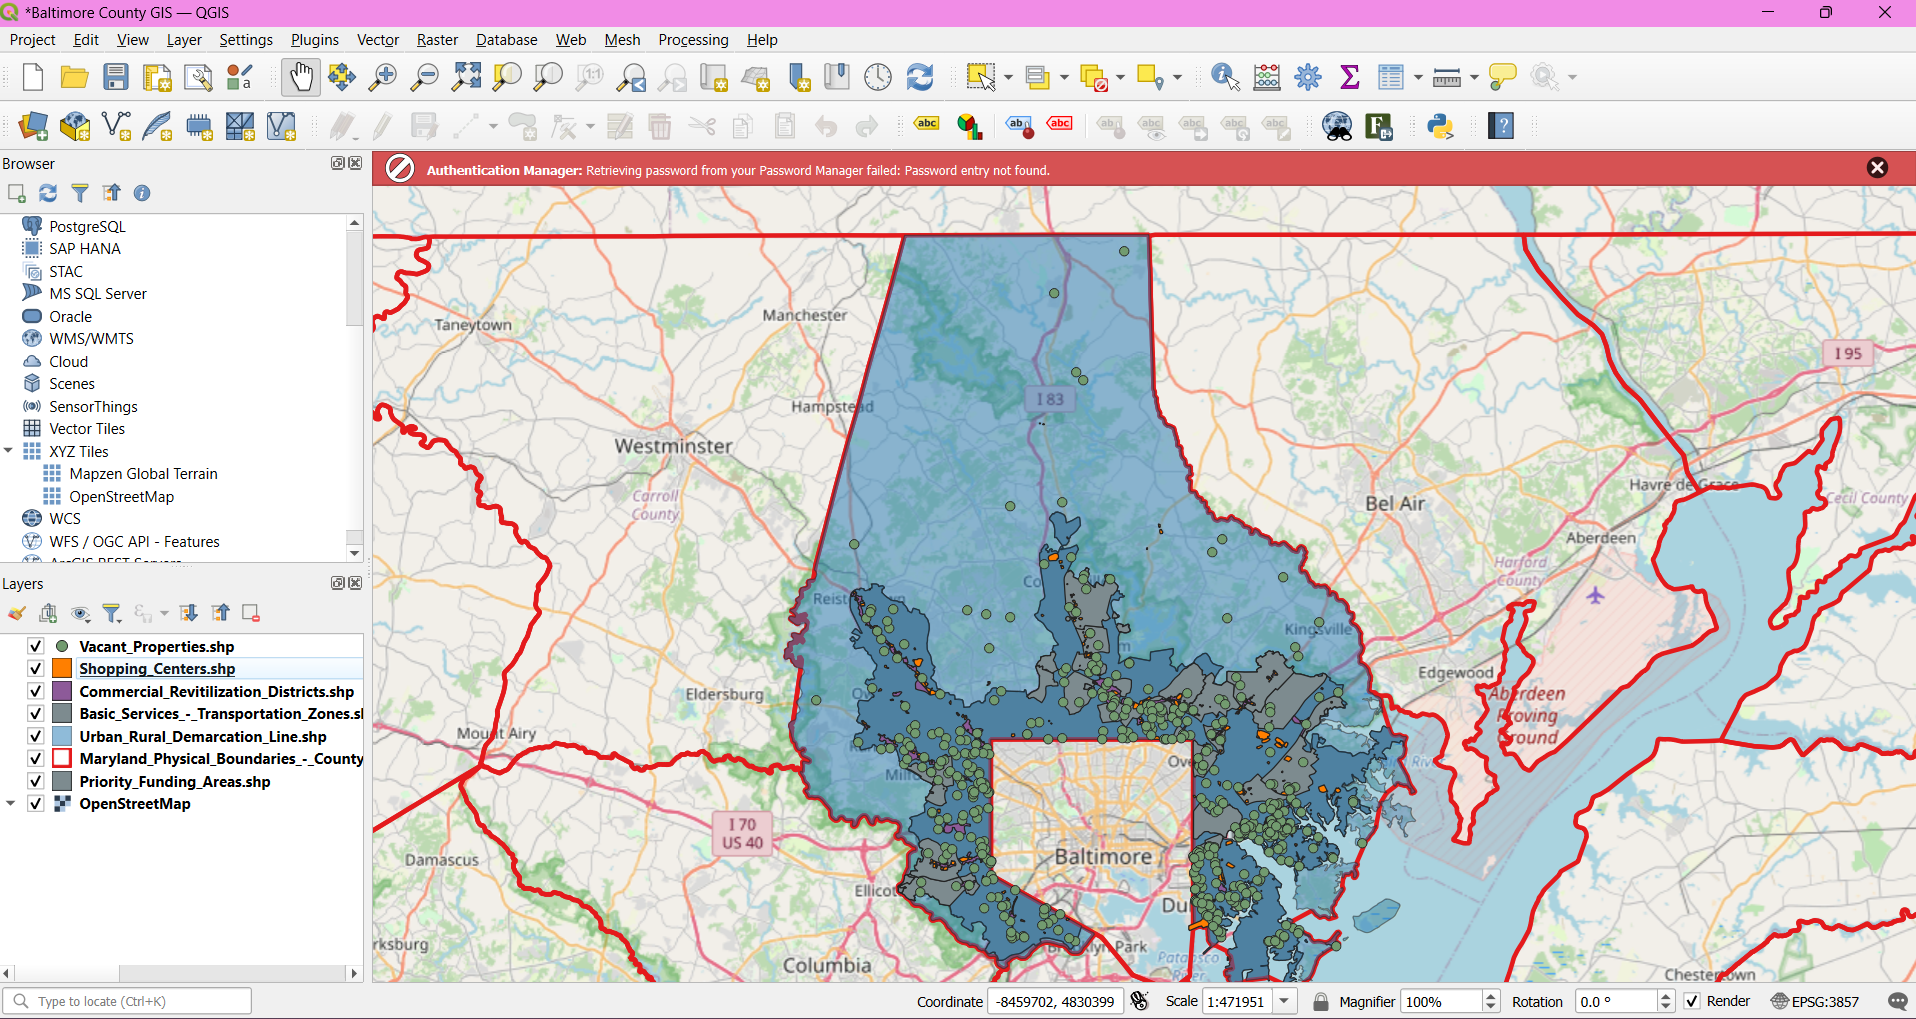 *Baltimore County GIS — QGIS
Project Edit View Layer Settings Plugins Vector Raster Database Web Mesh Processing Help
Browser
Authentication Manager: Retrieving password from your Password Manager failed: Password entry not found.
PostgreSQL
SAP HANA
STAC
MS SQL Server
Oracle
WMS/WMTS
Cloud
Scenes
SensorThings
Vector Tiles
XYZ Tiles
Mapzen Global Terrain
OpenStreetMap
WCS
WFS / OGC API - Features
Layers
Vacant_Properties.shp
Shopping_Centers.shp
Commercial_Revitilization_Districts.shp
Basic_Services_-_Transportation_Zones.sl
Urban_Rural_Demarcation_Line.shp
Maryland_Physical_Boundaries_-_County
Priority_Funding_Areas.shp
OpenStreetMap
Taneytown
Manchester
I 95
Hampstead
I 83
Westminster
Carroll
County
Havre de Grace
Cecil County
Bel Air
Aberdeen
Harford
County
Reist
Kingsville
Edgewood
Eldersburg
Aberdeen
Proving
Ground
Mount Airy
I 70
US 40
Baltimore
Damascus
Ellicot
Du
rksburg
Brooklyn Park
Columbia
Patapsco
River
Chestertown
Type to locate (Ctrl+K)
Coordinate -8459702, 4830399 Scale 1:471951 Magnifier 100% Rotation 0.0 ° Render EPSG:3857